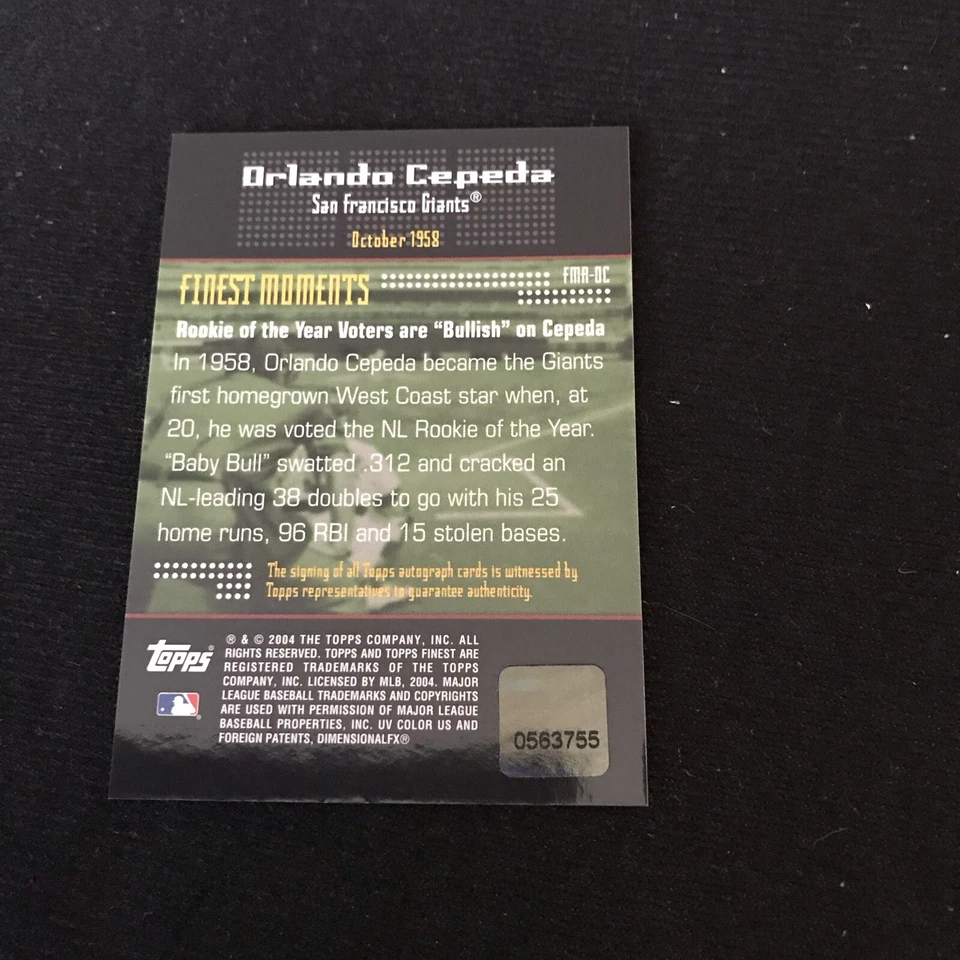 Orlando Cepeda
San Francisco Giants®
October 1958
FINEST MOMENTS
FMA-OC
Rookie of the Year Voters are “Bullish” on Cepeda
In 1958, Orlando Cepeda became the Giants
first homegrown West Coast star when, at
20, he was voted the NL Rookie of the Year.
“Baby Bull” swatted .312 and cracked an
NL-leading 38 doubles to go with his 25
home runs, 96 RBI and 15 stolen bases.
The signing of all Topps autograph cards is witnessed by
Topps representatives to guarantee authenticity.
Topps®
® & © 2004 THE TOPPS COMPANY, INC. ALL
RIGHTS RESERVED. TOPPS AND TOPPS FINEST ARE
REGISTERED TRADEMARKS OF THE TOPPS
COMPANY, INC. LICENSED BY MLB, 2004. MAJOR
LEAGUE BASEBALL TRADEMARKS AND COPYRIGHTS
ARE USED WITH PERMISSION OF MAJOR LEAGUE
BASEBALL PROPERTIES, INC. UV COLOR US AND
FOREIGN PATENTS, DIMENSIONALFX®
0563755